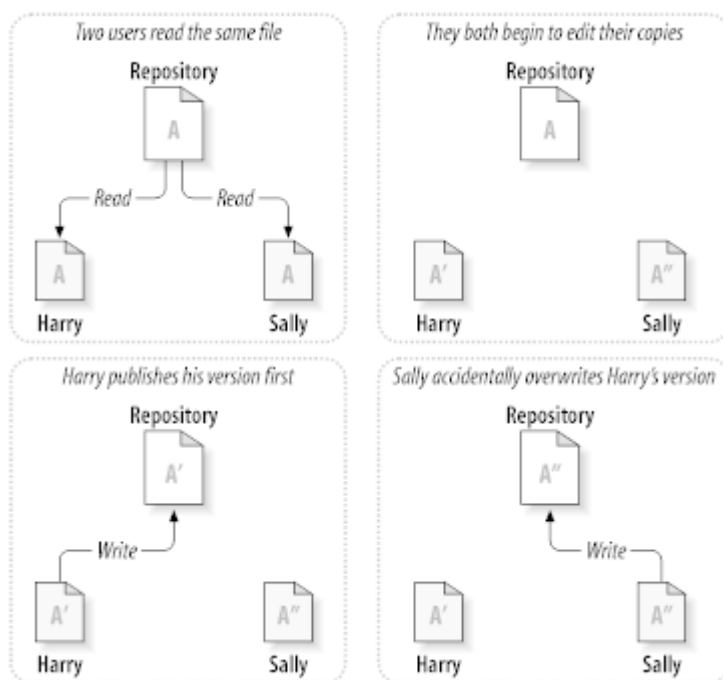 Two users read the same file
Repository
A
Read
Read
A
A
Harry
Sally
They both begin to edit their copies
Repository
A
A′
A″
Harry
Sally
Harry publishes his version first
Repository
A′
Write
A′
A″
Harry
Sally
Sally accidentally overwrites Harry’s version
Repository
A″
Write
A′
A″
Harry
Sally